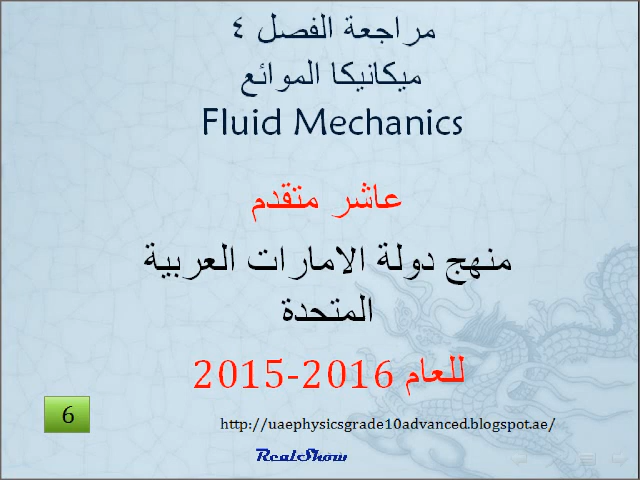 مراجعة الفصل ٤
ميكانيكا الموائع
Fluid Mechanics
عاشر متقدم
منهج دولة الامارات العربية
المتحدة
للعام 2016-2015
6
http://uaephysicsgrade10advanced.blogspot.ae/
RealShow